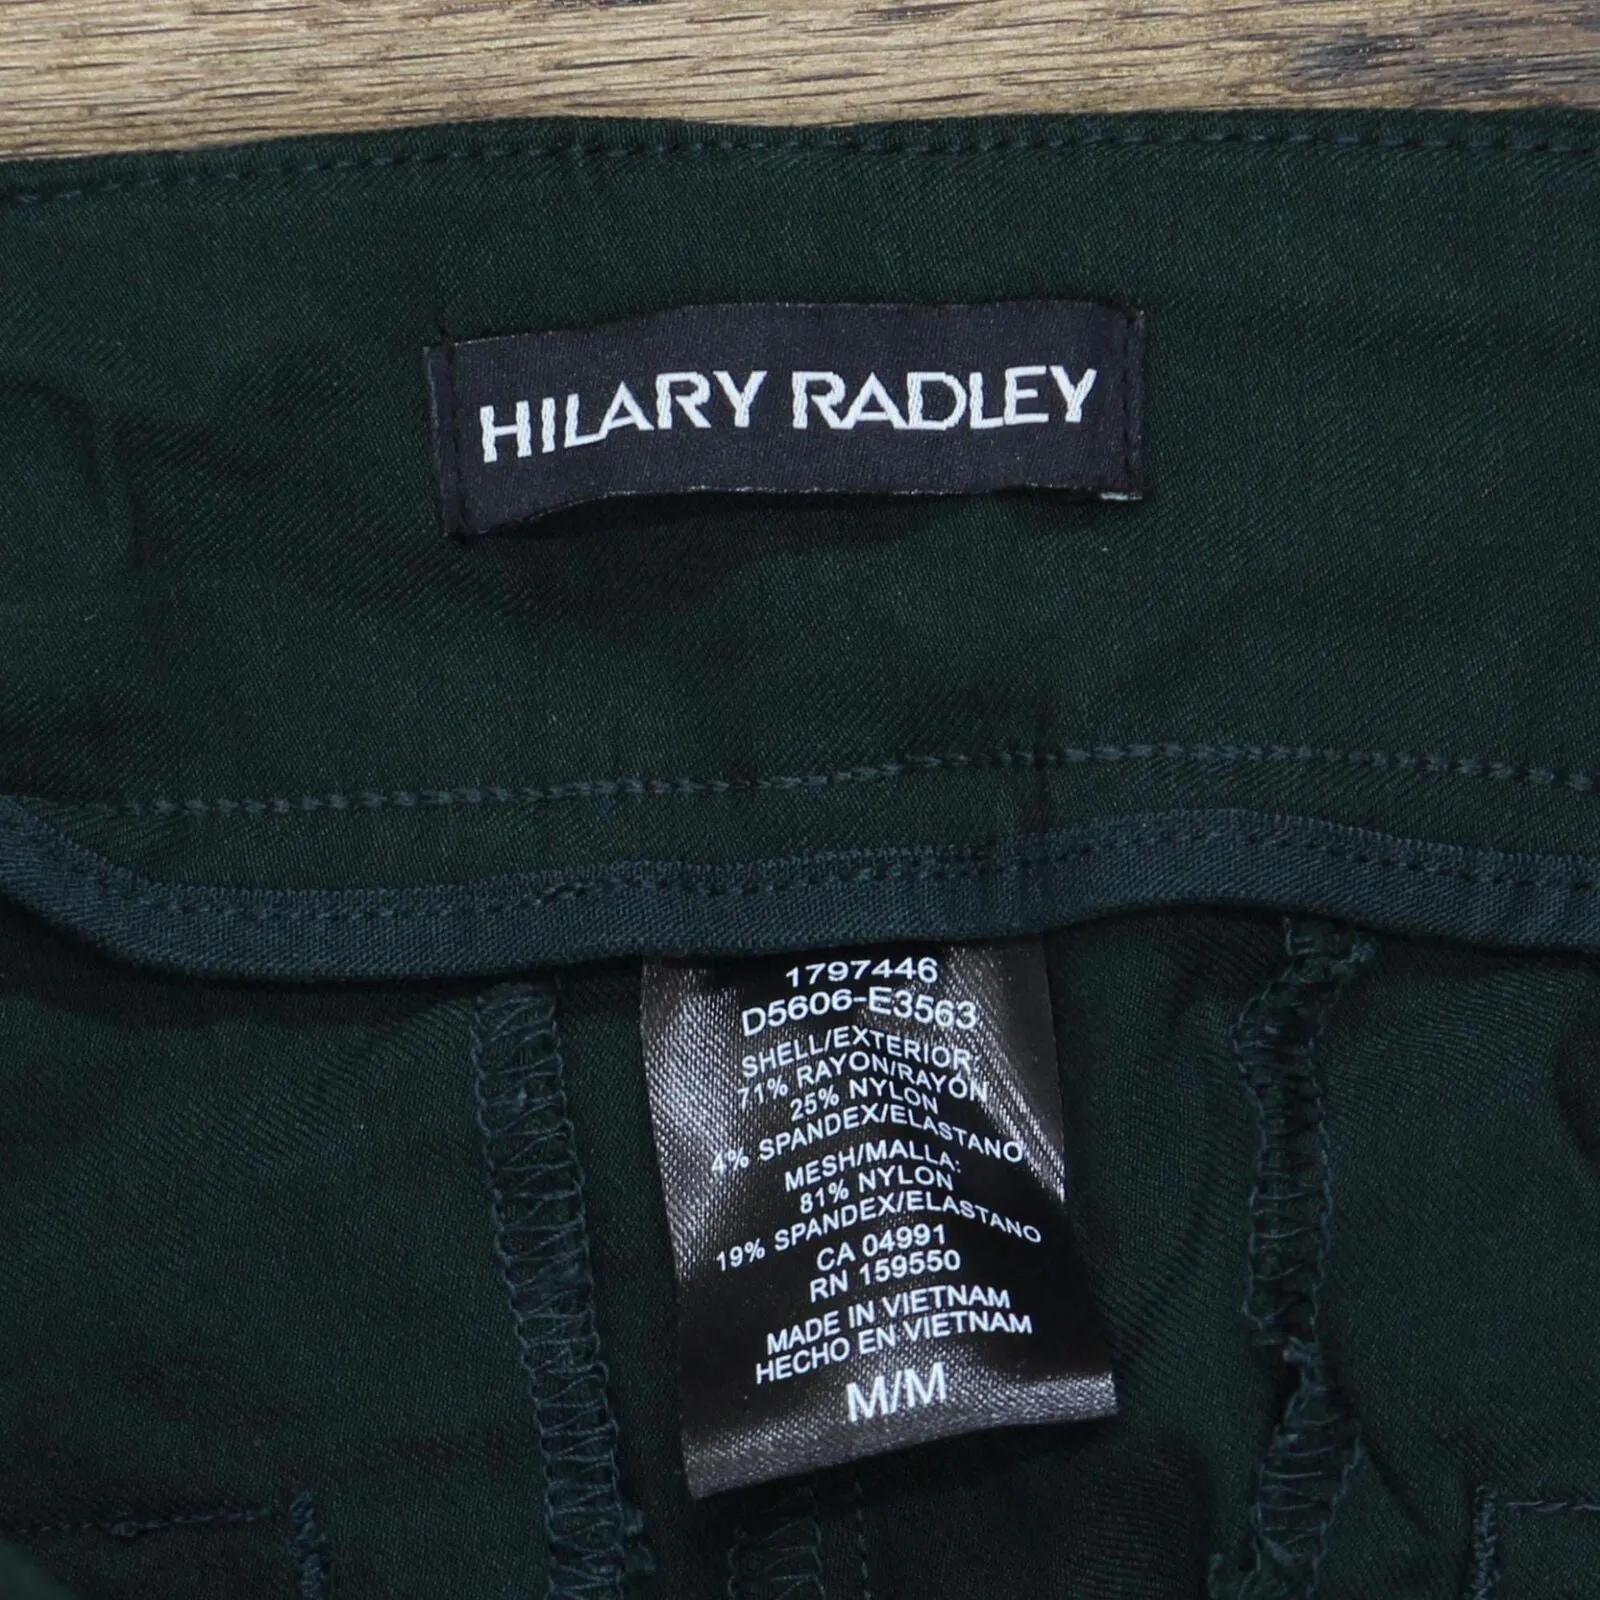 HILARY RADLEY
1797446
D5606-E3563
SHELL/EXTERIOR:
71% RAYON/RAYÓN
25% NYLON
4% SPANDEX/ELASTANO
MESH/MALLA:
81% NYLON
19% SPANDEX/ELASTANO
CA 04991
RN 159550
MADE IN VIETNAM
HECHO EN VIETNAM
M/M